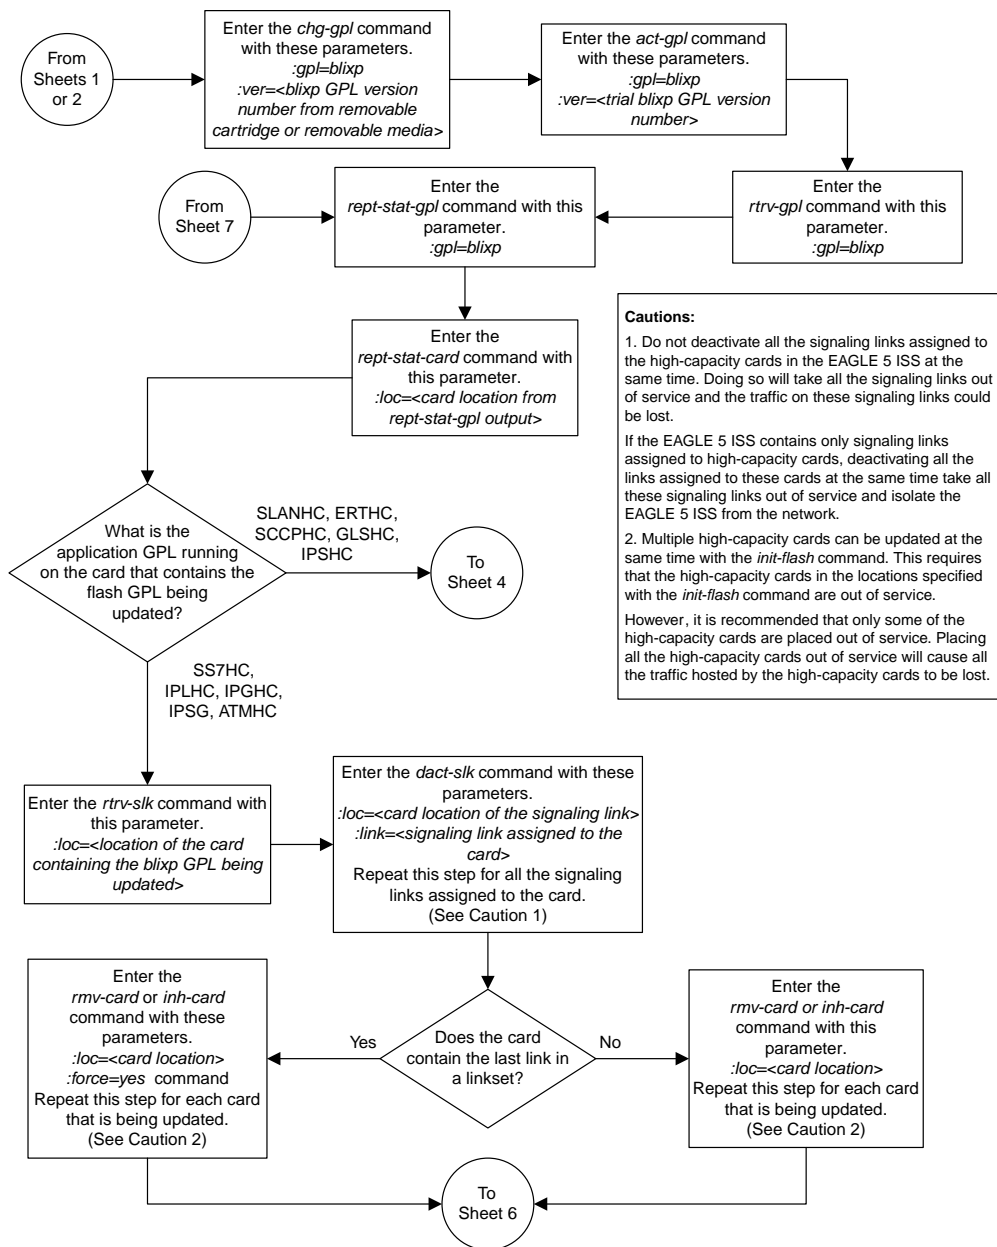 From
Sheets 1
or 2
Enter the chg-gpl command
with these parameters.
:gpl=blixp
:ver=<blixp GPL version
number from removable
cartridge or removable media>
Enter the act-gpl command
with these parameters.
:gpl=blixp
:ver=<trial blixp GPL version
number>
From
Sheet 7
Enter the
rept-stat-gpl command with this
parameter.
:gpl=blixp
Enter the
rtrv-gpl command with this
parameter.
:gpl=blixp
Enter the
rept-stat-card command with
this parameter.
:loc=<card location from
rept-stat-gpl output>
Cautions:
1. Do not deactivate all the signaling links assigned to
the high-capacity cards in the EAGLE 5 ISS at the
same time. Doing so will take all the signaling links out
of service and the traffic on these signaling links could
be lost.
If the EAGLE 5 ISS contains only signaling links
assigned to high-capacity cards, deactivating all the
links assigned to these cards at the same time take all
these signaling links out of service and isolate the
EAGLE 5 ISS from the network.
2. Multiple high-capacity cards can be updated at the
same time with the init-flash command. This requires
that the high-capacity cards in the locations specified
with the init-flash command are out of service.
However, it is recommended that only some of the
high-capacity cards are placed out of service. Placing
all the high-capacity cards out of service will cause all
the traffic hosted by the high-capacity cards to be lost.
What is the
application GPL running
on the card that contains the
flash GPL being
updated?
SLANHC, ERTHC,
SCCPHC, GLSHC,
IPSHC
To
Sheet 4
SS7HC,
IPLHC, IPGHC,
IPSG, ATMHC
Enter the rtrv-slk command with
this parameter.
:loc=<location of the card
containing the blixp GPL being
updated>
Enter the dact-slk command with these
parameters.
:loc=<card location of the signaling link>
:link=<signaling link assigned to the
card>
Repeat this step for all the signaling
links assigned to the card.
(See Caution 1)
Enter the
rmv-card or inh-card
command with these
parameters.
:loc=<card location>
:force=yes command
Repeat this step for each card
that is being updated.
(See Caution 2)
Yes
Does the card
contain the last link in
a linkset?
No
Enter the
rmv-card or inh-card
command with this
parameter.
:loc=<card location>
Repeat this step for each card
that is being updated.
(See Caution 2)
To
Sheet 6